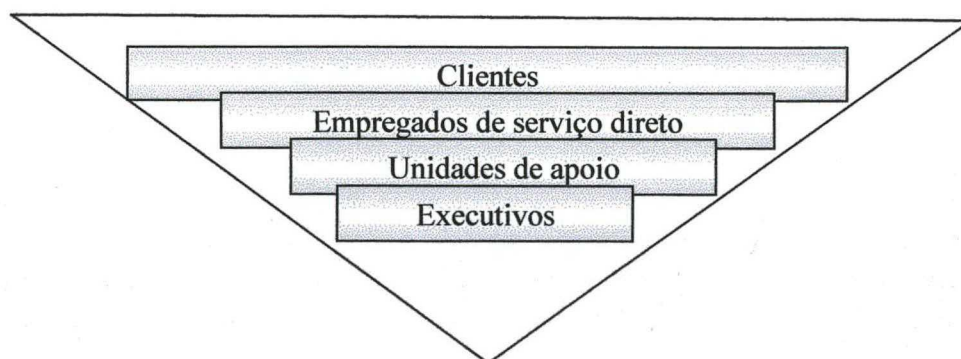 Clientes
Empregados de serviço direto
Unidades de apoio
Executivos